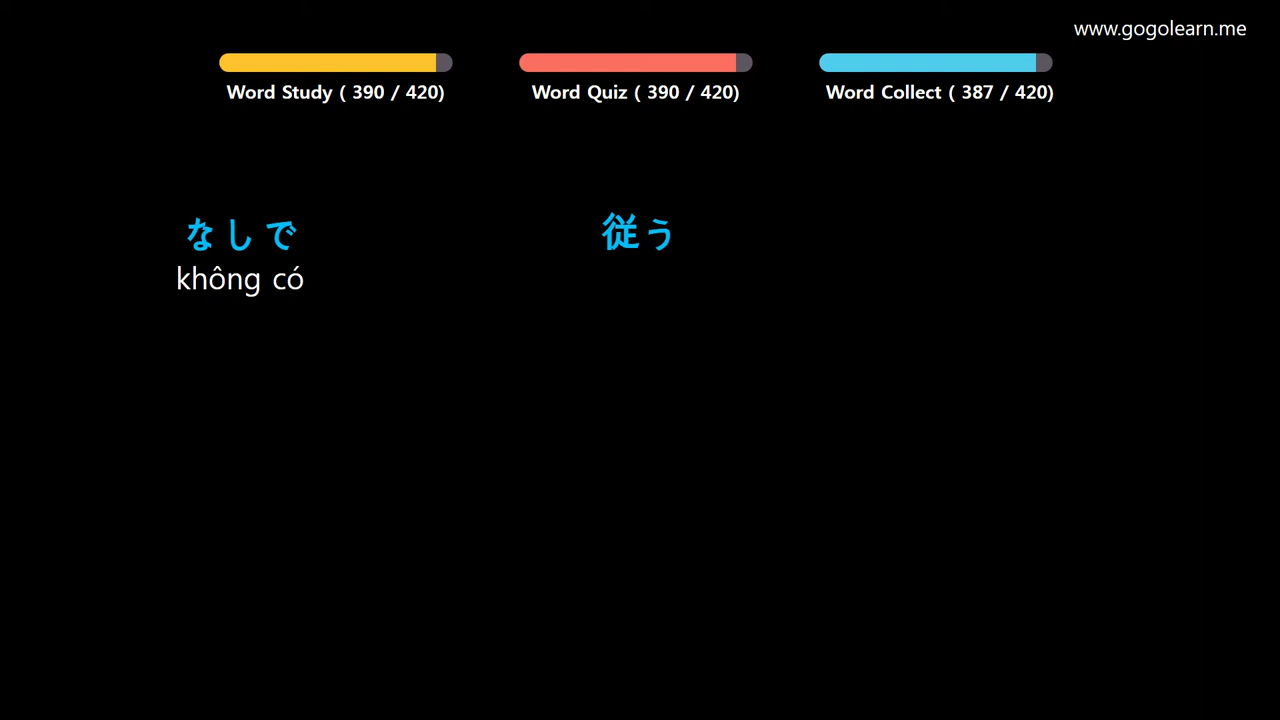 www.gogolearn.me
Word Study ( 390 / 420)
Word Quiz ( 390 / 420)
Word Collect ( 387 / 420)
なしで
không có
従う